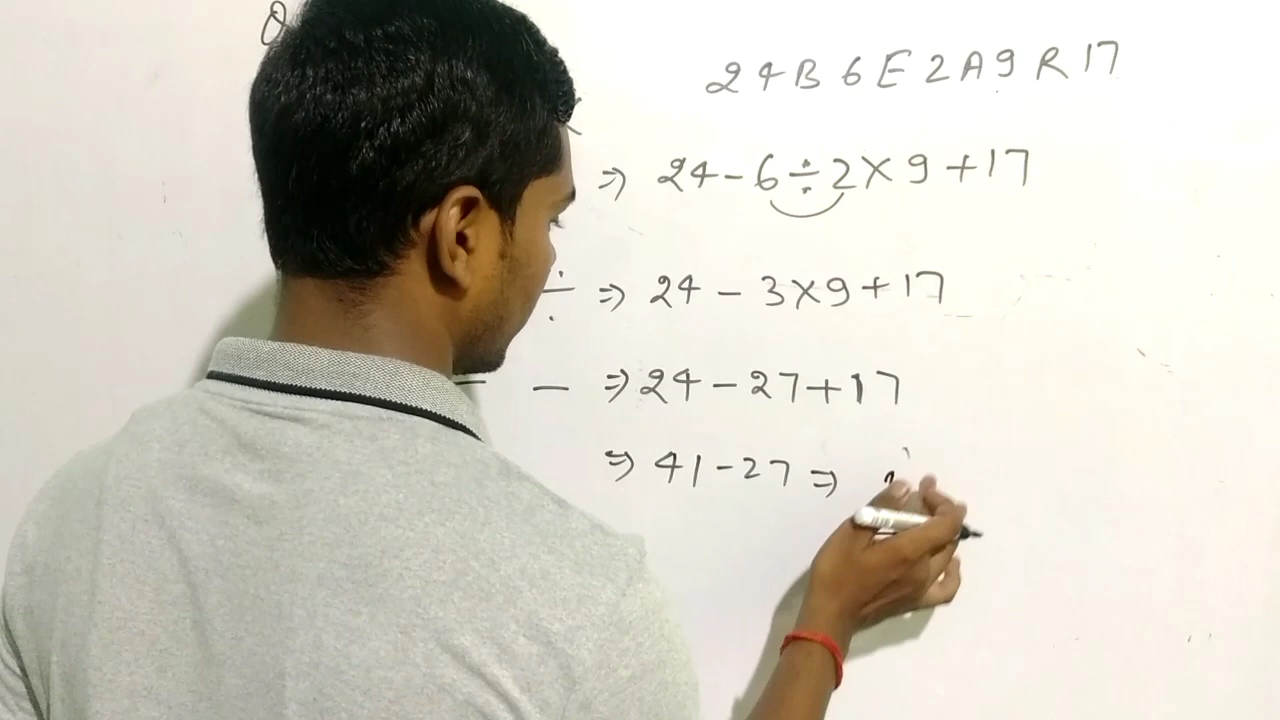 24B6E2A9R17
⇒ 24-6÷2×9+17
÷ ⇒ 24-3×9+17
- ⇒ 24-27+17
⇒ 41-27 ⇒